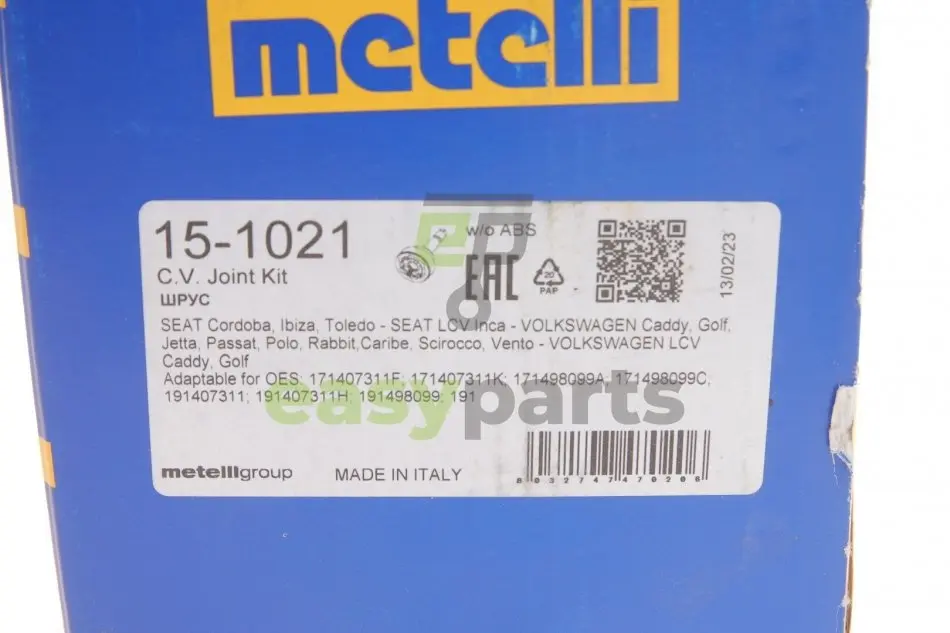 metelli
15-1021
w/o ABS
C.V. Joint Kit
ШРУС
EAC
20
PAP
13/02/23
SEAT Cordoba, Ibiza, Toledo - SEAT LCV Inca - VOLKSWAGEN Caddy, Golf,
Jetta, Passat, Polo, Rabbit,Caribe, Scirocco, Vento - VOLKSWAGEN LCV
Caddy, Golf
Adaptable for OES: 171407311F; 171407311K; 171498099A; 171498099C;
191407311; 191407311H; 191498099; 191
easyparts
metelligroup
MADE IN ITALY
8032747470206